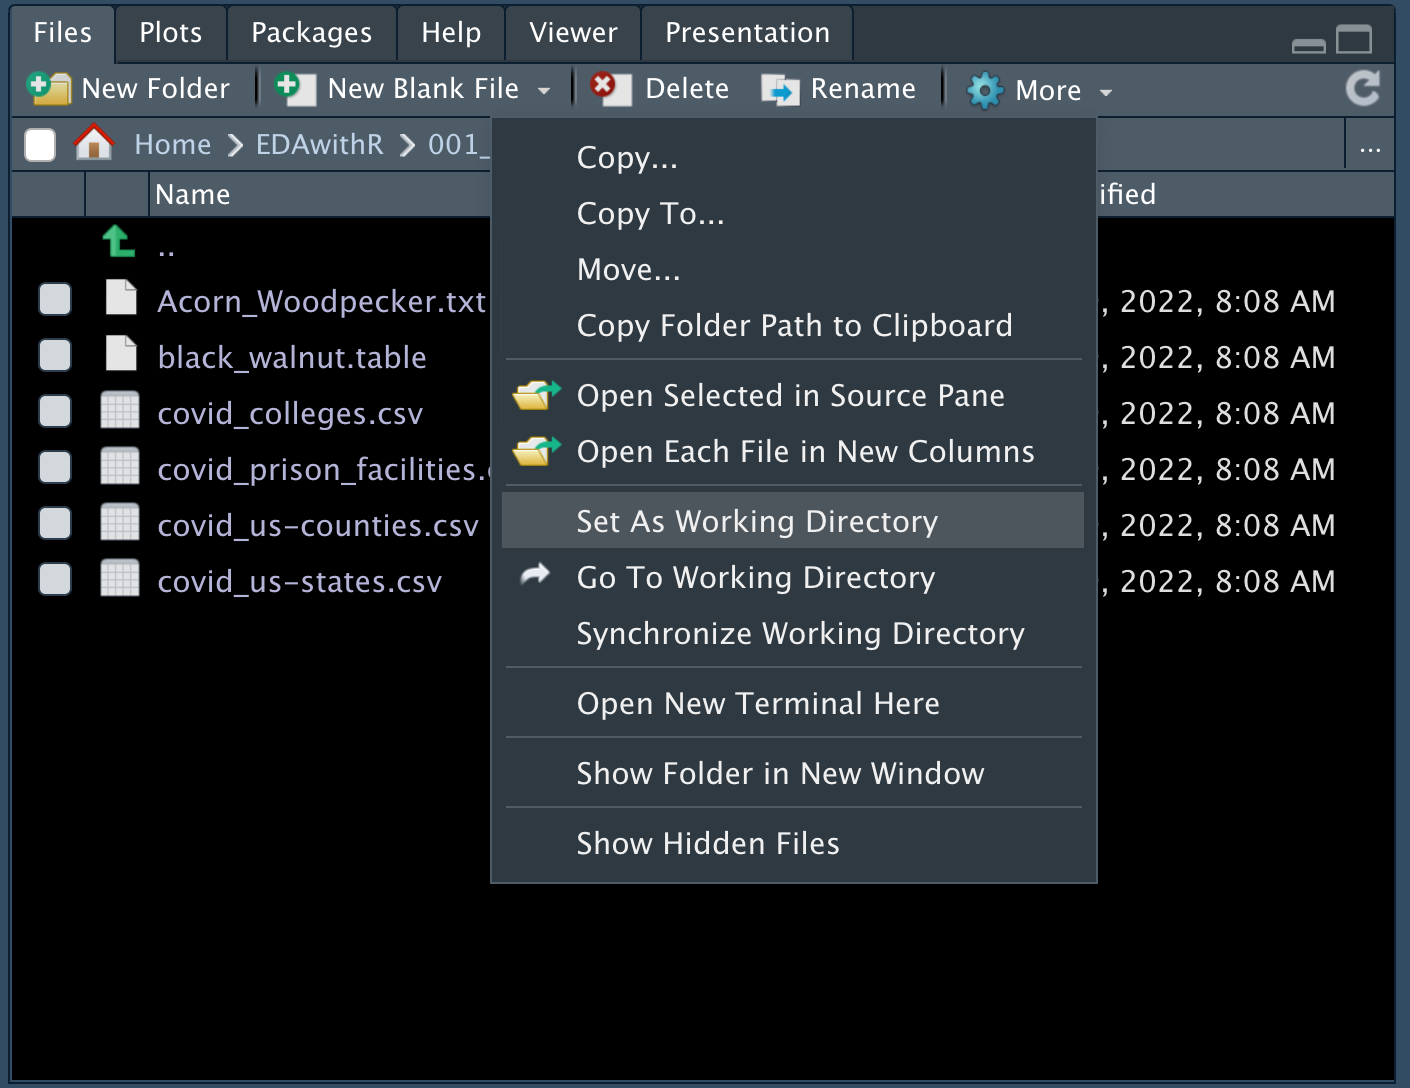 Files Plots Packages Help Viewer Presentation
New Folder New Blank File Delete Rename More
Home EDAwithR 001_ ...
Name ified
..
Acorn_Woodpecker.txt , 2022, 8:08 AM
black_walnut.table , 2022, 8:08 AM
covid_colleges.csv , 2022, 8:08 AM
covid_prison_facilities. , 2022, 8:08 AM
covid_us-counties.csv , 2022, 8:08 AM
covid_us-states.csv , 2022, 8:08 AM
Copy...
Copy To...
Move...
Copy Folder Path to Clipboard
Open Selected in Source Pane
Open Each File in New Columns
Set As Working Directory
Go To Working Directory
Synchronize Working Directory
Open New Terminal Here
Show Folder in New Window
Show Hidden Files